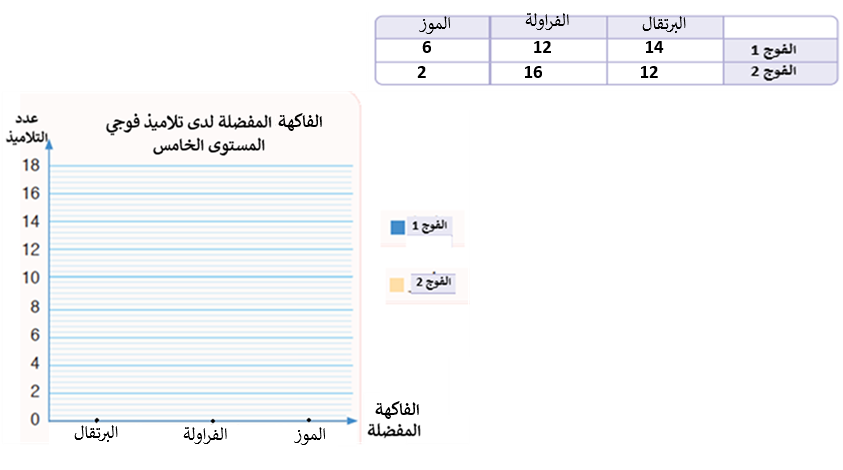 البرتقال الفراولة الموز
الفوج 1 14 12 6
الفوج 2 12 16 2
الفاكهة المفضلة لدى تلاميذ فوجي
المستوى الخامس
عدد
التلاميذ
18
16
14
12
10
8
6
4
2
0
البرتقال الفراولة الموز
الفاكهة
المفضلة
الفوج 1
الفوج 2